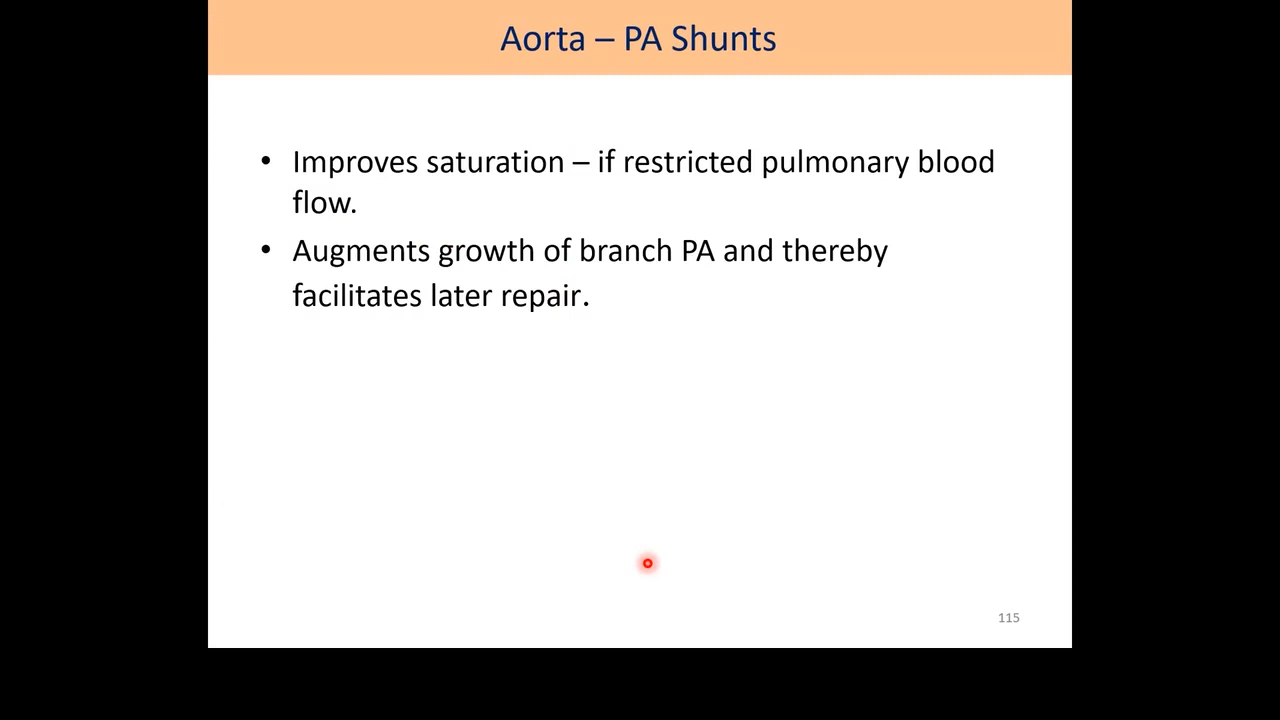 Aorta – PA Shunts
• Improves saturation – if restricted pulmonary blood
flow.
• Augments growth of branch PA and thereby
facilitates later repair.
115